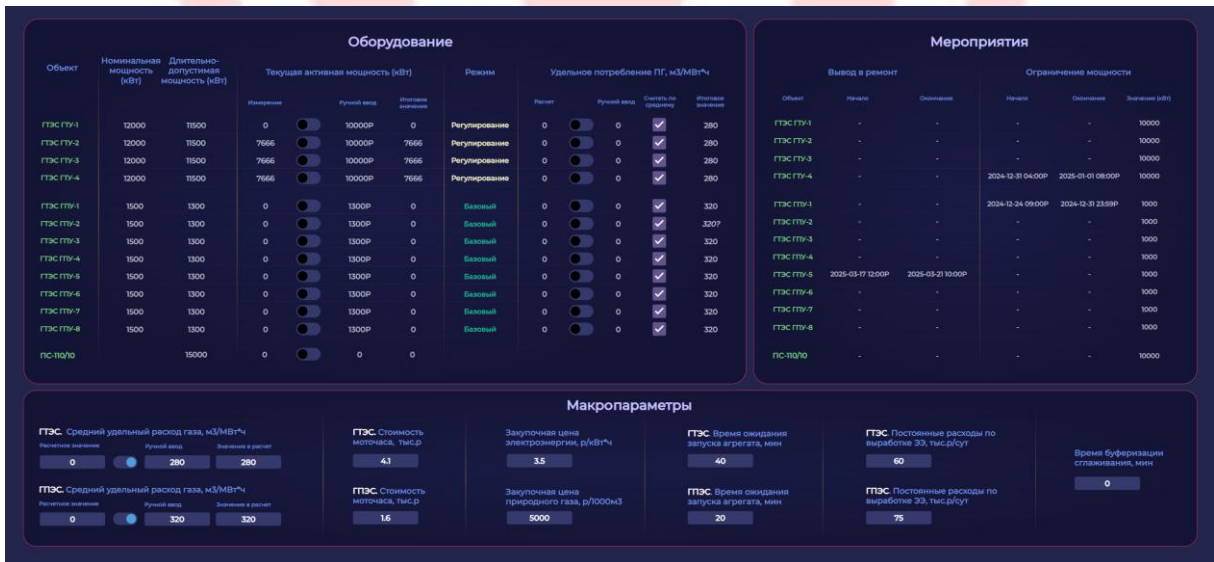 Оборудование
Объект Номинальная мощность (кВт) Длительно-допустимая мощность (кВт) Текущая активная мощность (кВт) Режим Удельное потребление ПГ, м3/МВт*ч
Измерение Ручной ввод Итоговое значение Расчет Ручной ввод Считать по среднему Итоговое значение
ГТЭС ГТУ-1 12000 11500 0 10000Р 0 Регулирование 0 0 280
ГТЭС ГТУ-2 12000 11500 7666 10000Р 7666 Регулирование 0 0 280
ГТЭС ГТУ-3 12000 11500 7666 10000Р 7666 Регулирование 0 0 280
ГТЭС ГТУ-4 12000 11500 7666 10000Р 7666 Регулирование 0 0 280
ГТЭС ГПУ-1 1500 1300 0 1300Р 0 Базовый 0 0 320
ГТЭС ГПУ-2 1500 1300 0 1300Р 0 Базовый 0 0 320?
ГТЭС ГПУ-3 1500 1300 0 1300Р 0 Базовый 0 0 320
ГТЭС ГПУ-4 1500 1300 0 1300Р 0 Базовый 0 0 320
ГТЭС ГПУ-5 1500 1300 0 1300Р 0 Базовый 0 0 320
ГТЭС ГПУ-6 1500 1300 0 1300Р 0 Базовый 0 0 320
ГТЭС ГПУ-7 1500 1300 0 1300Р 0 Базовый 0 0 320
ГТЭС ГПУ-8 1500 1300 0 1300Р 0 Базовый 0 0 320
ПС-110/10 15000 0 0 0
Мероприятия
Вывод в ремонт Ограничение мощности
Объект Начало Окончание Начало Окончание Значение (кВт)
ГТЭС ГТУ-1 - - - - 10000
ГТЭС ГТУ-2 - - - - 10000
ГТЭС ГТУ-3 - - - - 10000
ГТЭС ГТУ-4 - - 2024-12-31 04:00Р 2025-01-01 08:00Р 10000
ГТЭС ГПУ-1 - - 2024-12-24 09:00Р 2024-12-31 23:59Р 1000
ГТЭС ГПУ-2 - - - - 1000
ГТЭС ГПУ-3 - - - - 1000
ГТЭС ГПУ-4 - - - - 1000
ГТЭС ГПУ-5 2025-03-17 12:00Р 2025-03-21 10:00Р - - 1000
ГТЭС ГПУ-6 - - - - 1000
ГТЭС ГПУ-7 - - - - 1000
ГТЭС ГПУ-8 - - - - 1000
ПС-110/10 - - - - 10000
Макропараметры
ГТЭС. Средний удельный расход газа, м3/МВт*ч
Расчетное значение Ручной ввод Значение в расчет
0 280 280
ГПЭС. Средний удельный расход газа, м3/МВт*ч
Расчетное значение Ручной ввод Значение в расчет
0 320 320
ГТЭС. Стоимость
моточаса, тыс.р
4.1
ГПЭС. Стоимость
моточаса, тыс.р
1.6
Закупочная цена
электроэнергии, р/кВт*ч
3.5
Закупочная цена
природного газа, р/1000м3
5000
ГТЭС. Время ожидания
запуска агрегата, мин
40
ГПЭС. Время ожидания
запуска агрегата, мин
20
ГТЭС. Постоянные расходы по
выработке ЭЭ, тыс.р/сут
60
ГПЭС. Постоянные расходы по
выработке ЭЭ, тыс.р/сут
75
Время буферизации
сглаживания, мин
0